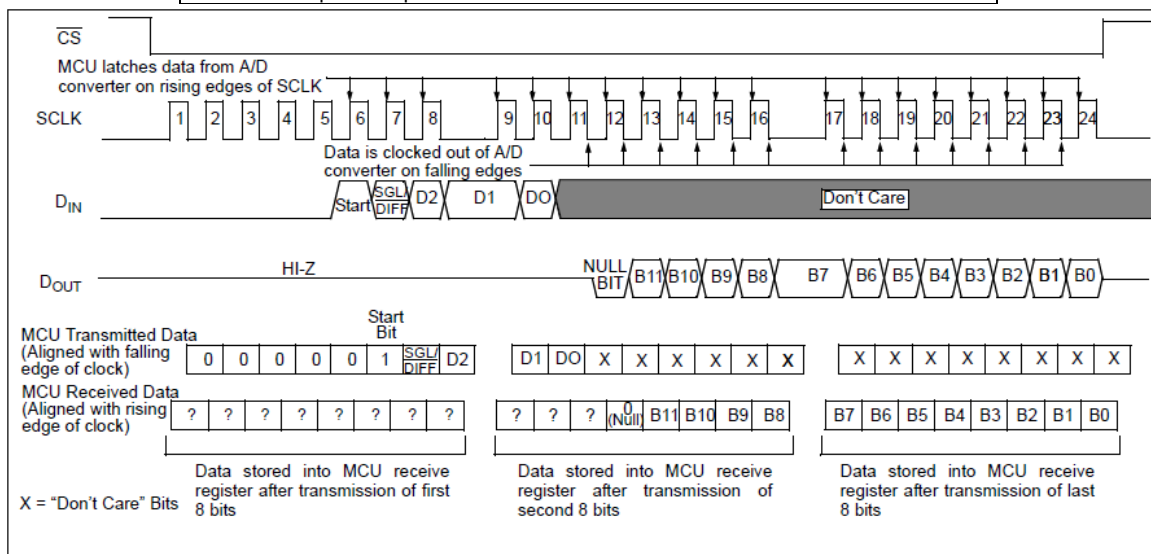 CS
MCU latches data from A/D
converter on rising edges of SCLK
SCLK
1 2 3 4 5 6 7 8 9 10 11 12 13 14 15 16 17 18 19 20 21 22 23 24
Data is clocked out of A/D
converter on falling edges
DIN
Start SGL/DIFF D2 D1 DO Don't Care
HI-Z
DOUT
NULL BIT B11 B10 B9 B8 B7 B6 B5 B4 B3 B2 B1 B0
Start
Bit
MCU Transmitted Data
(Aligned with falling
edge of clock)
0 0 0 0 0 1 SGL/DIFF D2 D1 DO X X X X X X X X X X X X X X
MCU Received Data
(Aligned with rising
edge of clock)
? ? ? ? ? ? ? ? ? ? ? 0 (Null) B11 B10 B9 B8 B7 B6 B5 B4 B3 B2 B1 B0
Data stored into MCU receive
register after transmission of first
8 bits
Data stored into MCU receive
register after transmission of
second 8 bits
Data stored into MCU receive
register after transmission of last
8 bits
X = “Don't Care” Bits